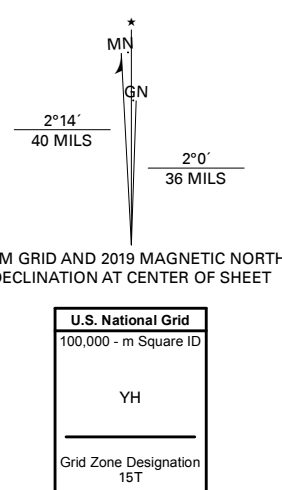 ★
MN
GN
2°14´
40 MILS
2°0´
36 MILS
M GRID AND 2019 MAGNETIC NORTH
DECLINATION AT CENTER OF SHEET
U.S. National Grid
100,000 - m Square ID
YH
Grid Zone Designation
15T